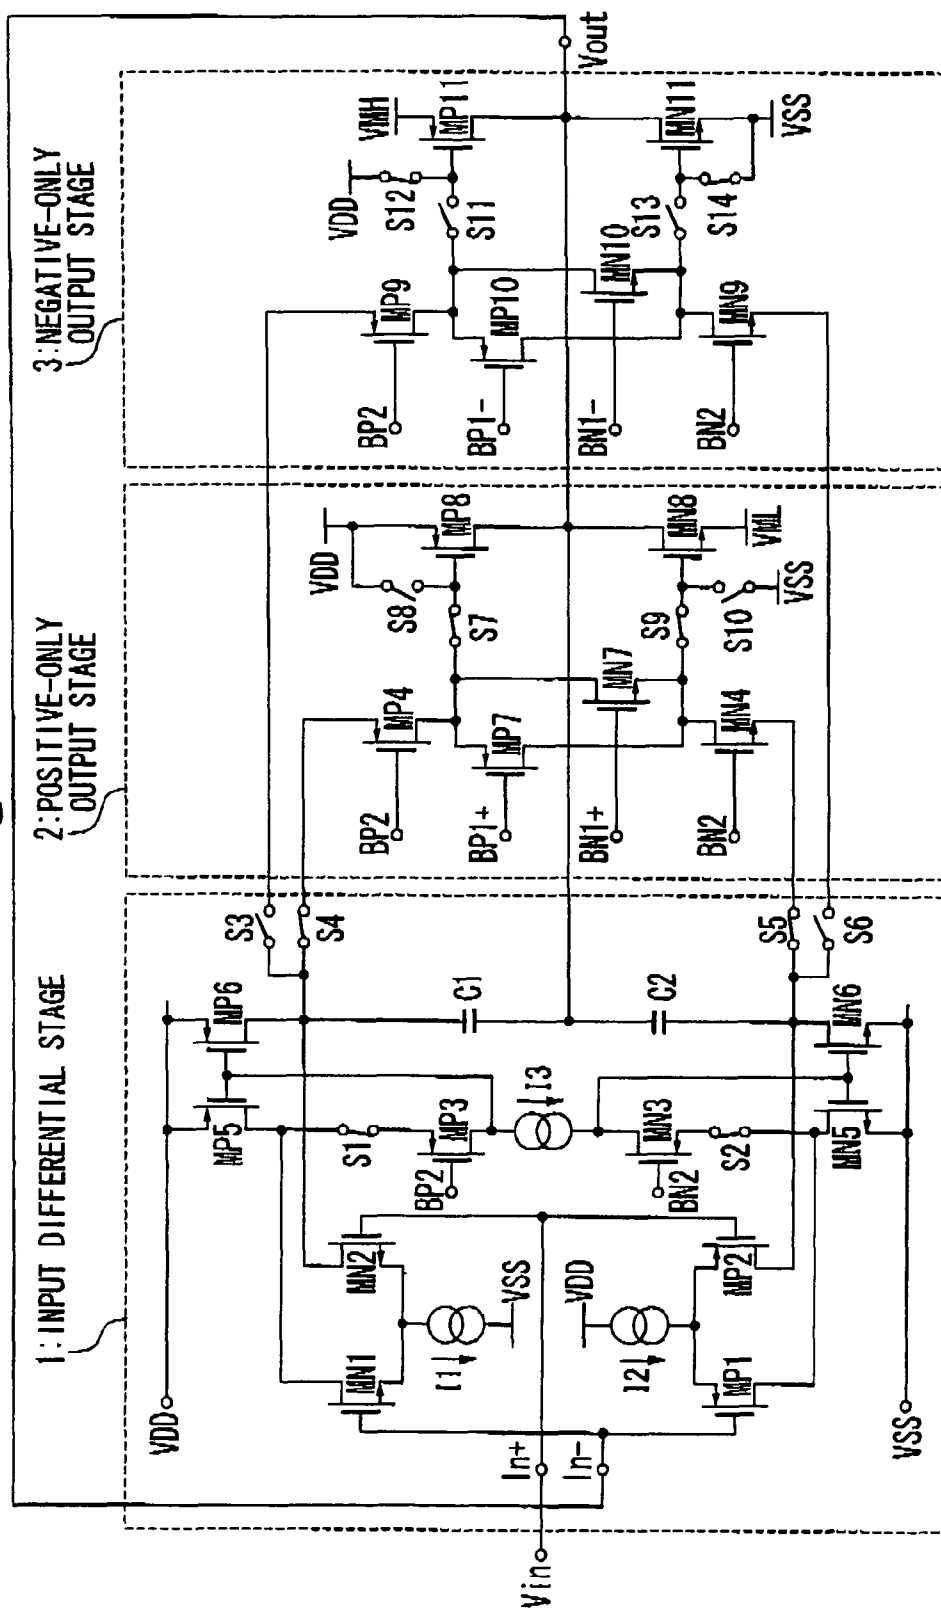 1:INPUT DIFFERENTIAL STAGE
2:POSITIVE-ONLY
OUTPUT STAGE
3:NEGATIVE-ONLY
OUTPUT STAGE
VDD
MP5
MP6
S3
S4
S1
MN1
MN2
BP2
MP3
C1
I1
VSS
I3
Vin
In+
In-
VDD
I2
BN2
MN3
C2
MP1
MP2
S2
S5
S6
MN5
MN6
VSS
BP2
MP4
VDD
S8
S7
MP8
BP1+
MP7
BN1+
MN7
S9
MN8
S10
VML
VSS
BN2
MN4
BP2
MP9
VDD
S12
VMH
MP11
S11
BP1-
MP10
Vout
BN1-
MN10
S13
MN11
S14
VSS
BN2
MN9